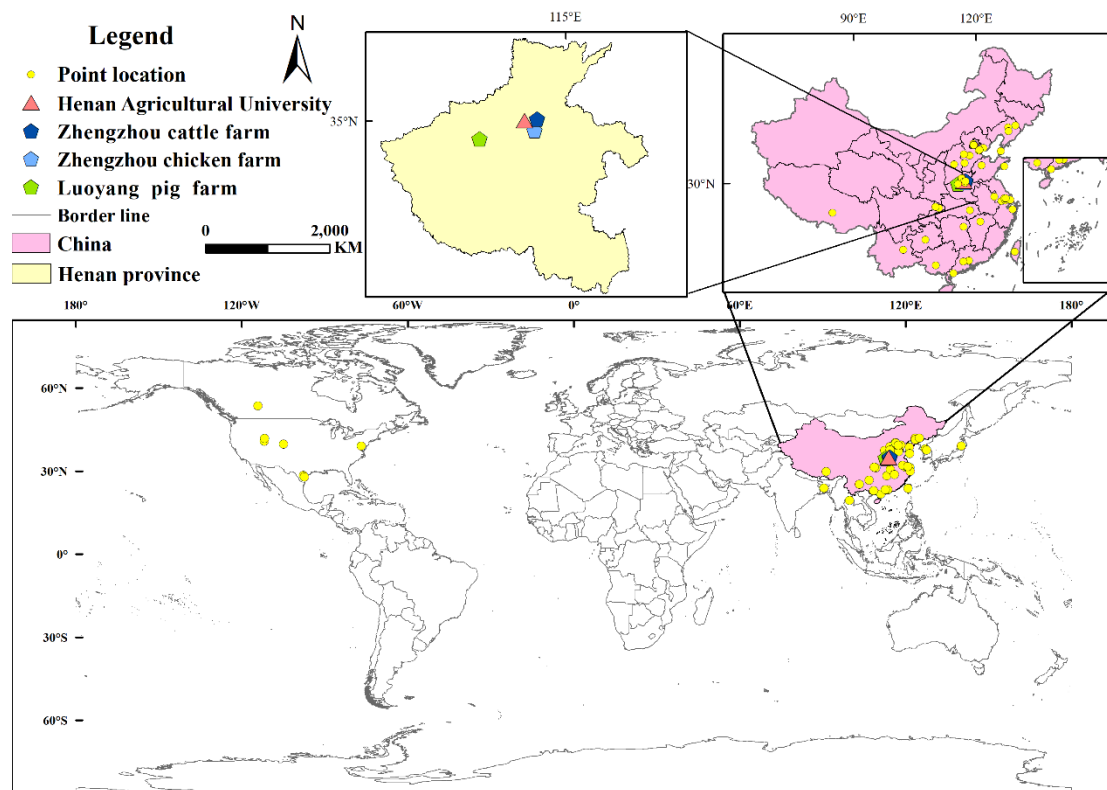 Legend
Point location
Henan Agricultural University
Zhengzhou cattle farm
Zhengzhou chicken farm
Luoyang pig farm
Border line
China
Henan province
0 2,000
KM
N
115°E
35°N
90°E 120°E
30°N
180° 120°W 60°W 0° 60°E 120°E 180°
60°N
30°N
0°
30°S
60°S